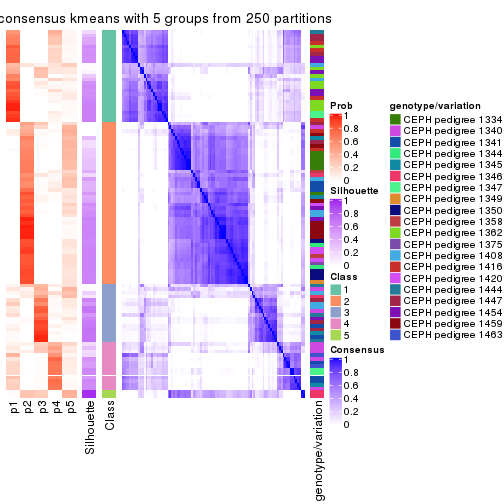 consensus kmeans with 5 groups from 250 partitions
p1
p2
p3
p4
p5
Silhouette
Class
genotype/variation
Prob
1
0.8
0.6
0.4
0.2
0
Silhouette
1
0.8
0.6
0.4
0.2
0
Class
1
2
3
4
5
Consensus
1
0.8
0.6
0.4
0.2
0
genotype/variation
CEPH pedigree 1334
CEPH pedigree 1340
CEPH pedigree 1341
CEPH pedigree 1344
CEPH pedigree 1345
CEPH pedigree 1346
CEPH pedigree 1347
CEPH pedigree 1349
CEPH pedigree 1350
CEPH pedigree 1358
CEPH pedigree 1362
CEPH pedigree 1375
CEPH pedigree 1408
CEPH pedigree 1416
CEPH pedigree 1420
CEPH pedigree 1444
CEPH pedigree 1447
CEPH pedigree 1454
CEPH pedigree 1459
CEPH pedigree 1463